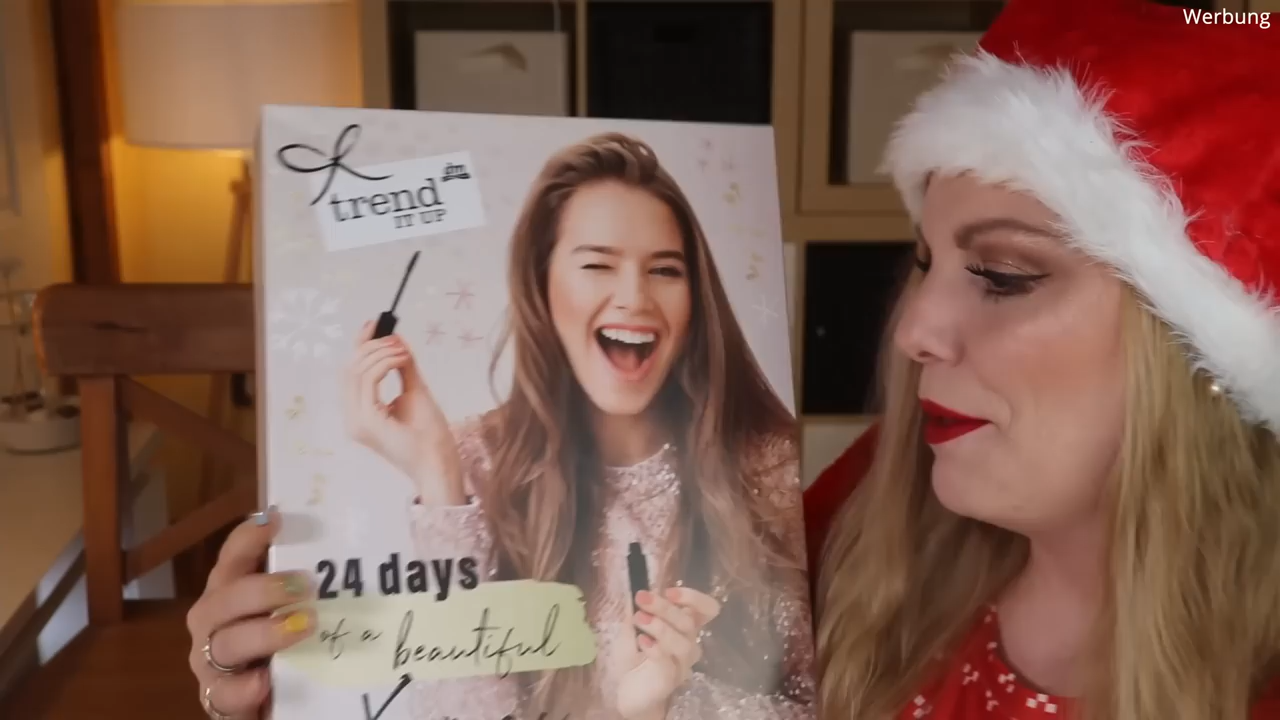 Werbung
dm
trend
IT UP
24 days
of a beautiful